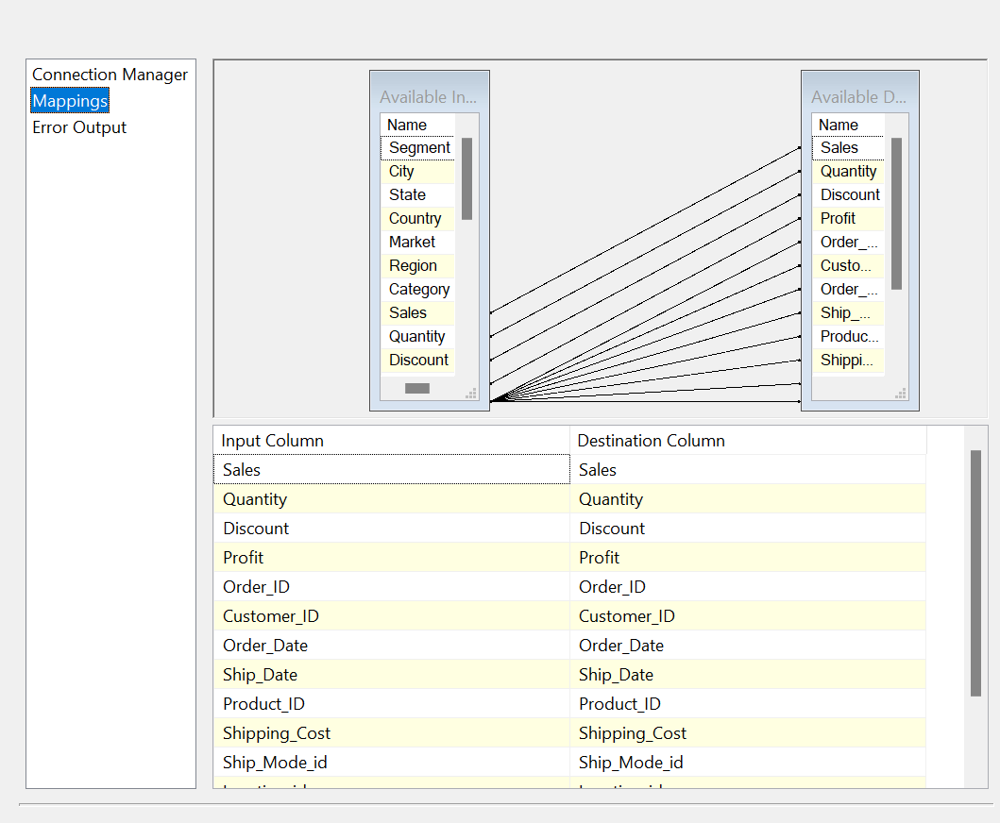 Connection Manager
Mappings
Error Output
Available In...
Name
Segment
City
State
Country
Market
Region
Category
Sales
Quantity
Discount
Available D...
Name
Sales
Quantity
Discount
Profit
Order_...
Custo...
Order_...
Ship_...
Produc...
Shippi...
Input Column Destination Column
Sales Sales
Quantity Quantity
Discount Discount
Profit Profit
Order_ID Order_ID
Customer_ID Customer_ID
Order_Date Order_Date
Ship_Date Ship_Date
Product_ID Product_ID
Shipping_Cost Shipping_Cost
Ship_Mode_id Ship_Mode_id